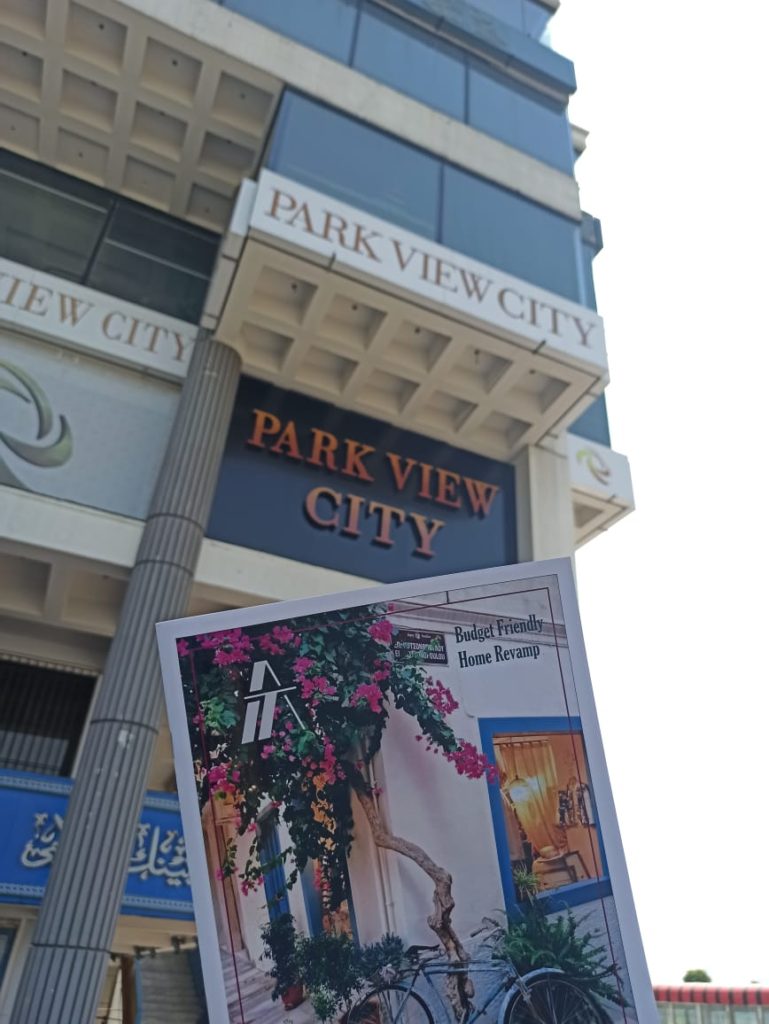 PARK VIEW CITY
VIEW CITY
PARK VIEW
CITY
Budget Friendly
Home Revamp